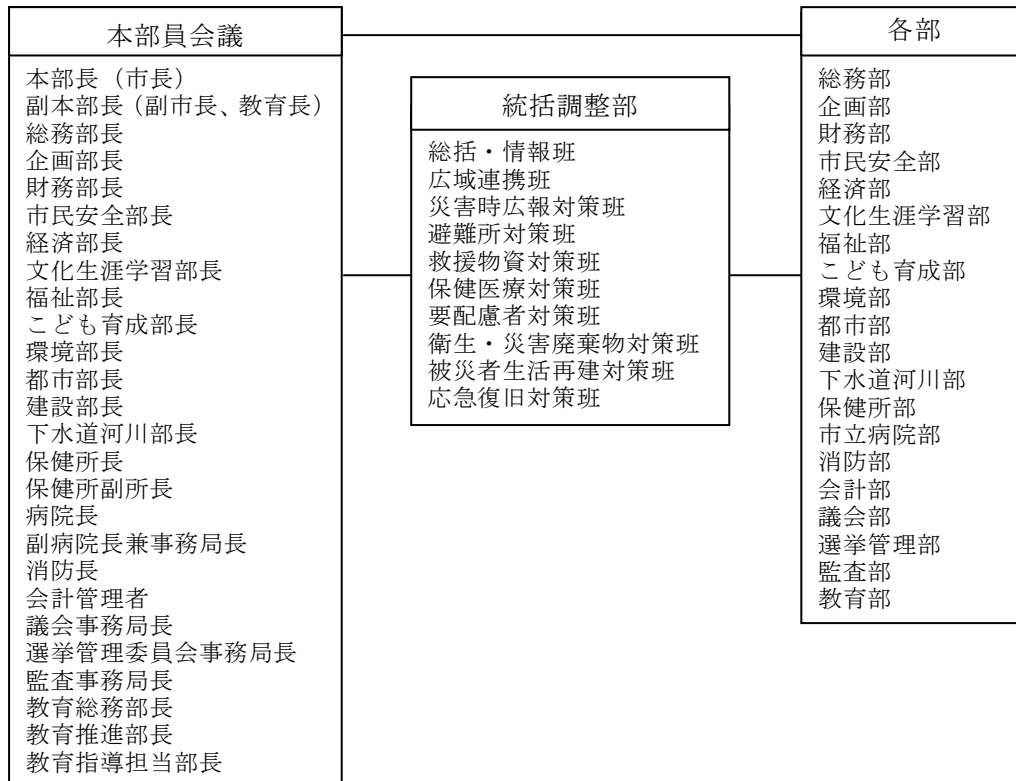 本部員会議
本部長（市長）
副本部長（副市長、教育長）
総務部長
企画部長
財務部長
市民安全部長
経済部長
文化生涯学習部長
福祉部長
こども育成部長
環境部長
都市部長
建設部長
下水道河川部長
保健所長
保健所副所長
病院長
副病院長兼事務局長
消防長
会計管理者
議会事務局長
選挙管理委員会事務局長
監査事務局長
教育総務部長
教育推進部長
教育指導担当部長
統括調整部
総括・情報班
広域連携班
災害時広報対策班
避難所対策班
救援物資対策班
保健医療対策班
要配慮者対策班
衛生・災害廃棄物対策班
被災者生活再建対策班
応急復旧対策班
各部
総務部
企画部
財務部
市民安全部
経済部
文化生涯学習部
福祉部
こども育成部
環境部
都市部
建設部
下水道河川部
保健所部
市立病院部
消防部
会計部
議会部
選挙管理部
監査部
教育部